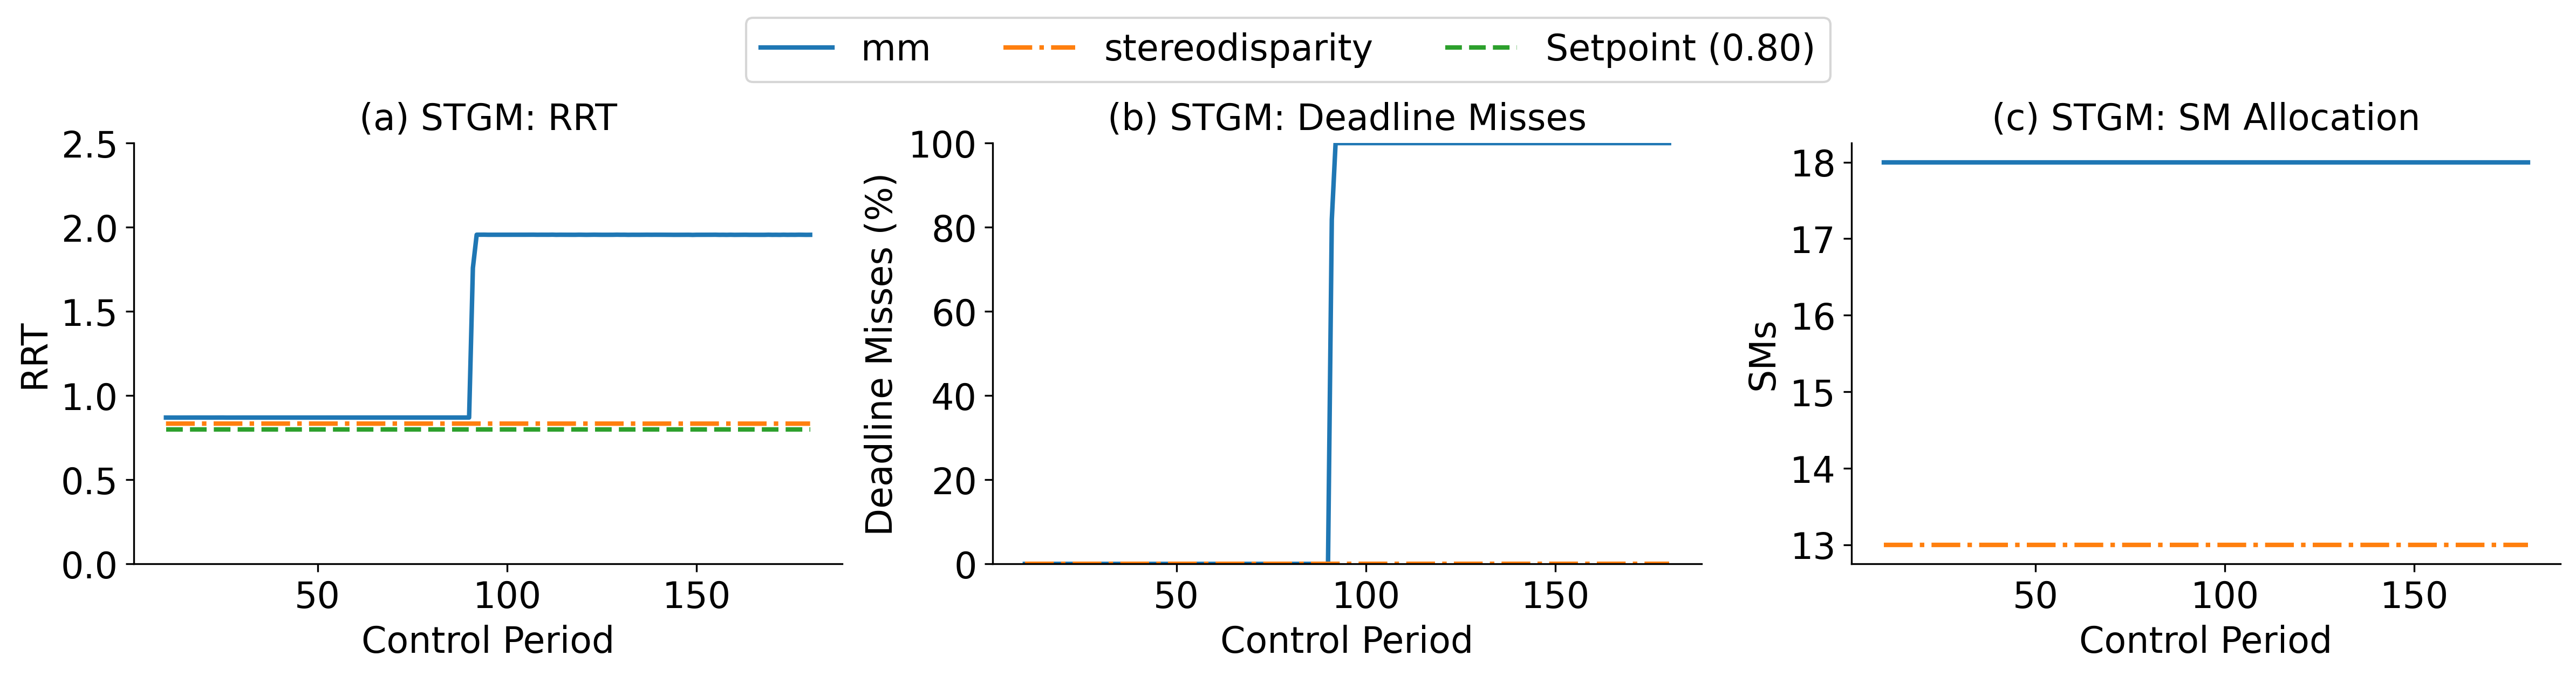 mm stereodisparity Setpoint (0.80)
(a) STGM: RRT
2.5
2.0
1.5
1.0
0.5
0.0
RRT
50 100 150
Control Period
(b) STGM: Deadline Misses
100
80
60
40
20
0
Deadline Misses (%)
50 100 150
Control Period
(c) STGM: SM Allocation
18
17
16
15
14
13
SMs
50 100 150
Control Period